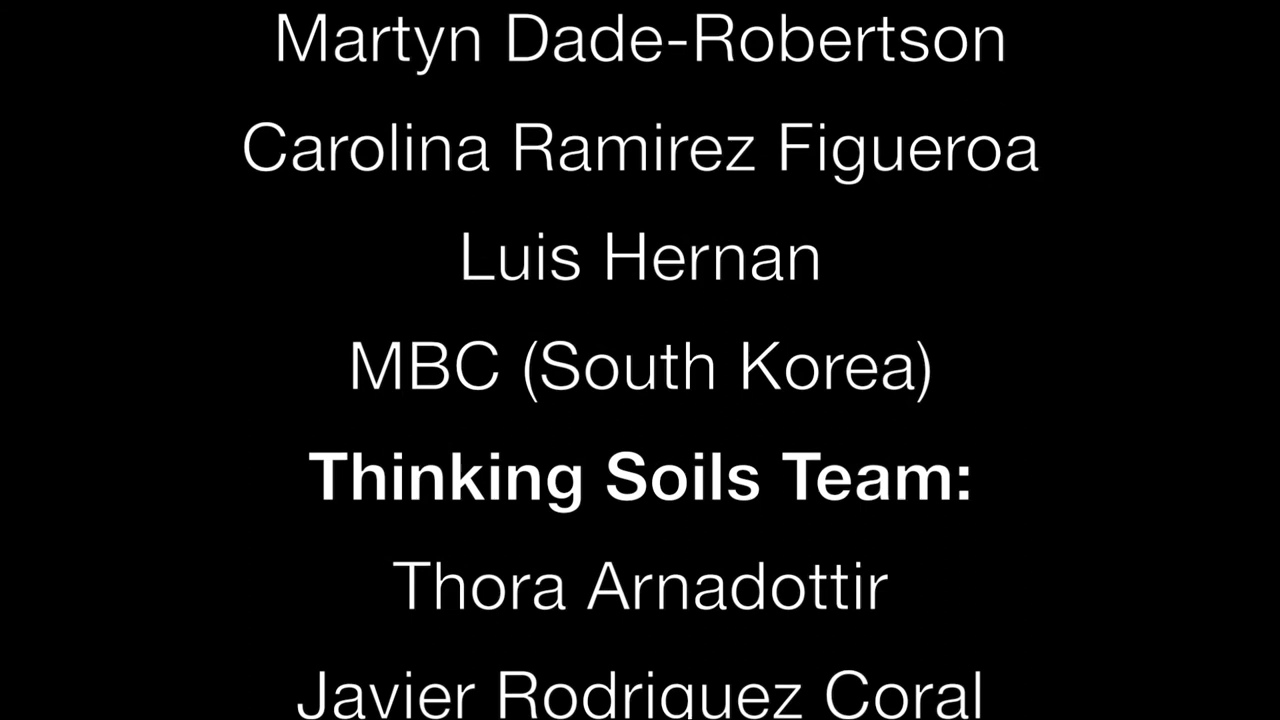 Martyn Dade-Robertson
Carolina Ramirez Figueroa
Luis Hernan
MBC (South Korea)
Thinking Soils Team:
Thora Arnadottir
Javier Rodriguez Coral